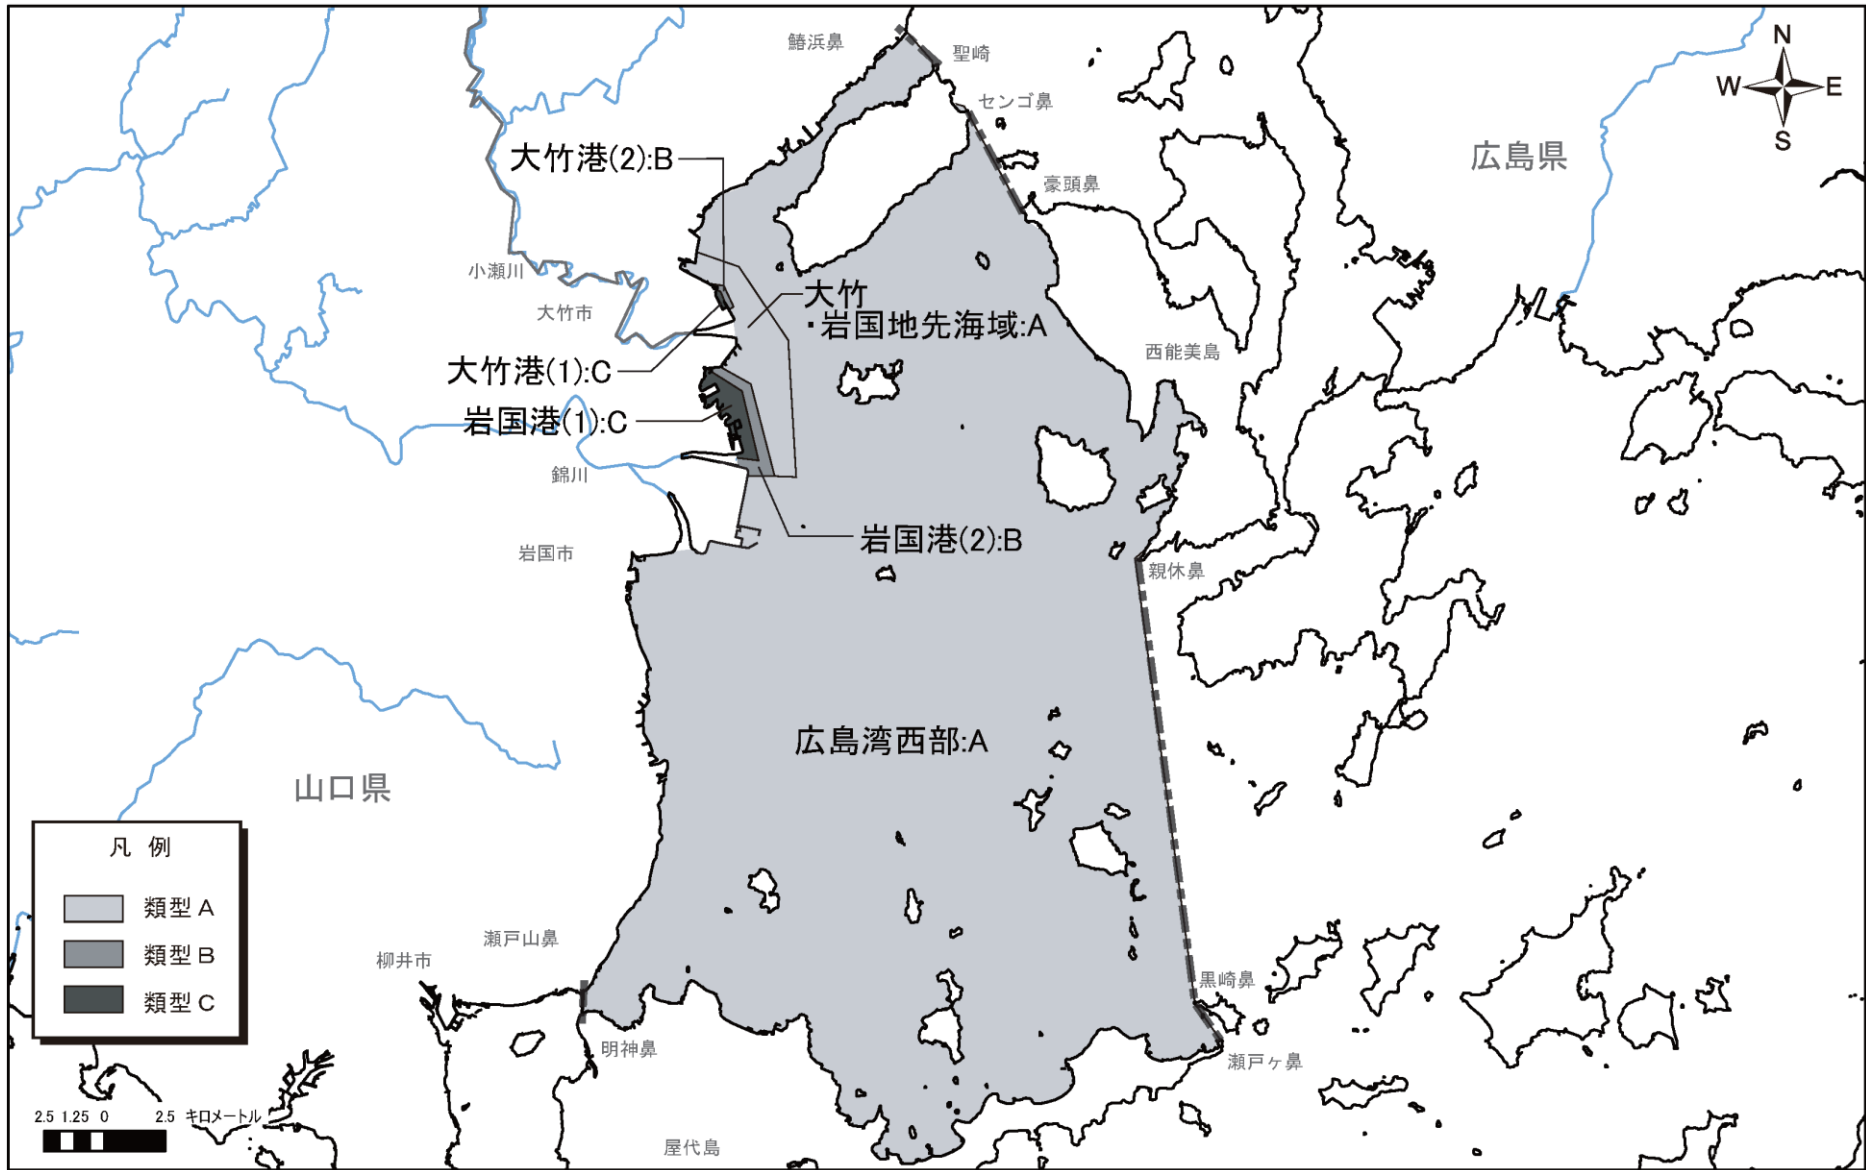 鰆浜鼻
聖崎
N
W
E
S
センゴ鼻
大竹港(2):B
広島県
豪頭鼻
小瀬川
大竹市
大竹
・岩国地先海域:A
西能美島
大竹港(1):C
岩国港(1):C
錦川
岩国港(2):B
岩国市
親休鼻
広島湾西部:A
山口県
凡 例
類型 A
類型 B
類型 C
瀬戸山鼻
柳井市
黒崎鼻
明神鼻
瀬戸ヶ鼻
2.5 1.25 0 2.5 キロメートル
屋代島